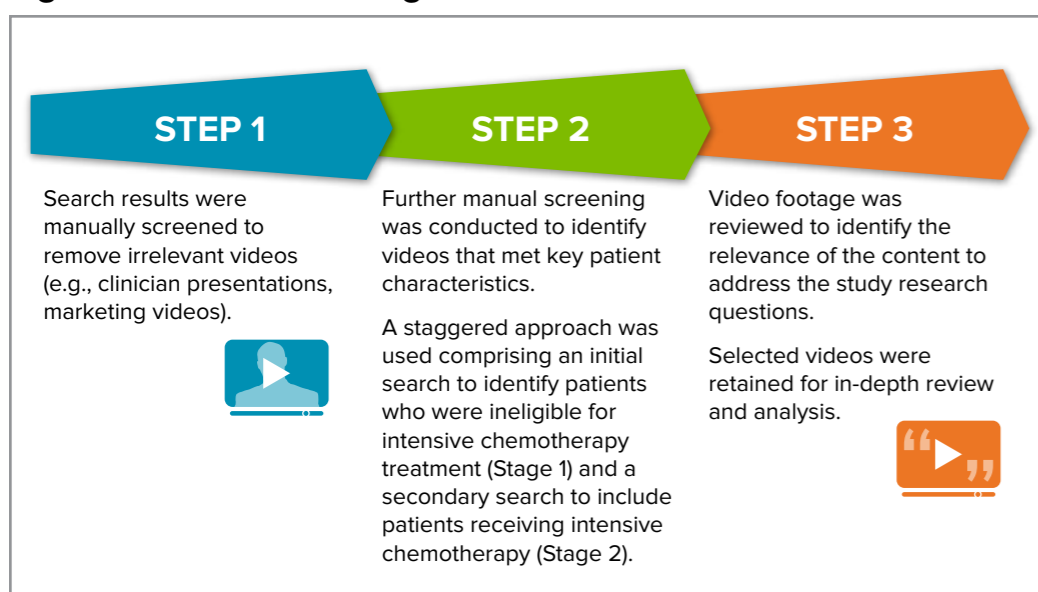 STEP 1
Search results were
manually screened to
remove irrelevant videos
(e.g., clinician presentations,
marketing videos).
STEP 2
Further manual screening
was conducted to identify
videos that met key patient
characteristics.
A staggered approach was
used comprising an initial
search to identify patients
who were ineligible for
intensive chemotherapy
treatment (Stage 1) and a
secondary search to include
patients receiving intensive
chemotherapy (Stage 2).
STEP 3
Video footage was
reviewed to identify the
relevance of the content to
address the study research
questions.
Selected videos were
retained for in-depth review
and analysis.